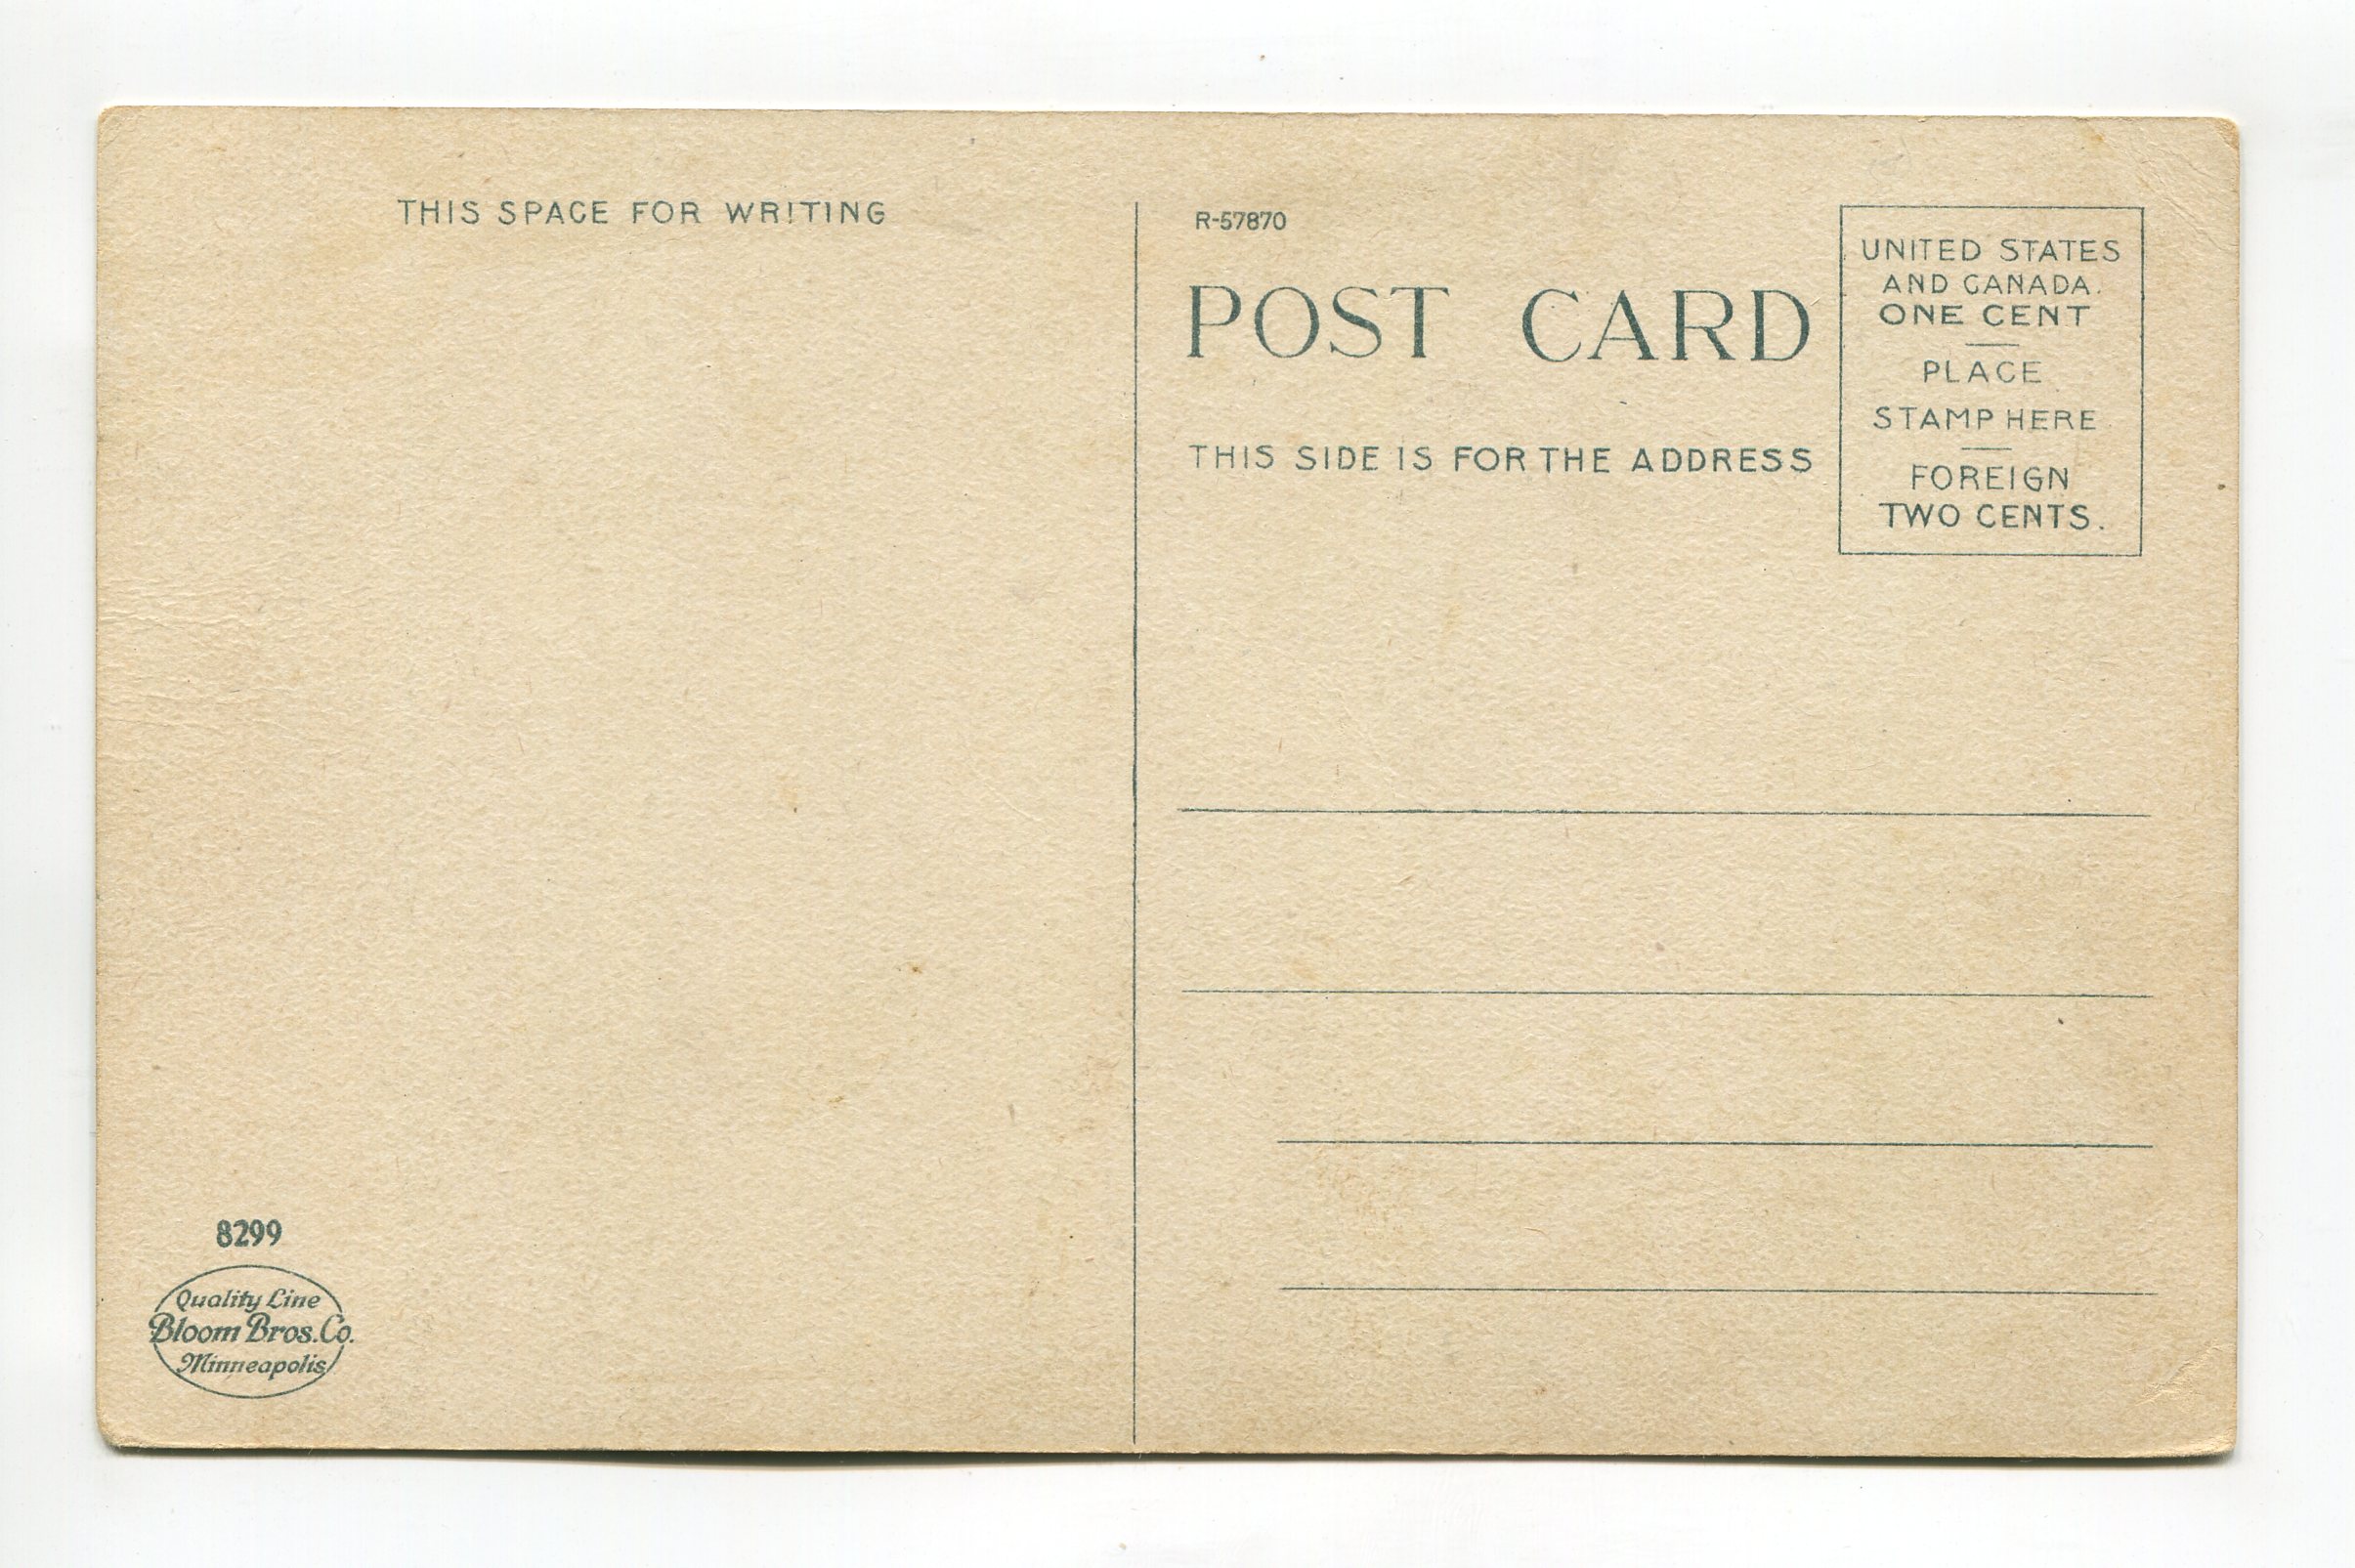 THIS SPACE FOR WRITING
R-57870
POST CARD
THIS SIDE IS FOR THE ADDRESS
UNITED STATES
AND CANADA.
ONE CENT
PLACE
STAMP HERE
FOREIGN
TWO CENTS.
8299
Quality Line
Bloom Bros. Co.
Minneapolis